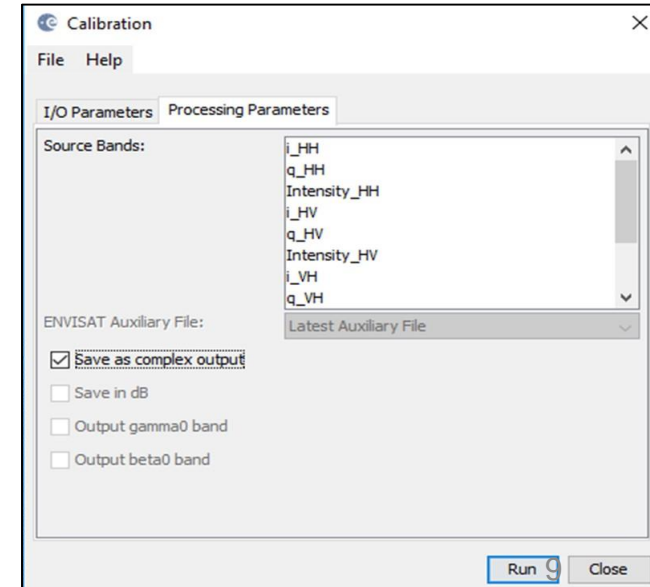 Calibration
File Help
I/O Parameters Processing Parameters
Source Bands: i_HH
q_HH
Intensity_HH
i_HV
q_HV
Intensity_HV
i_VH
q_VH
ENVISAT Auxiliary File: Latest Auxiliary File
Save as complex output
Save in dB
Output gamma0 band
Output beta0 band
Run 9 Close